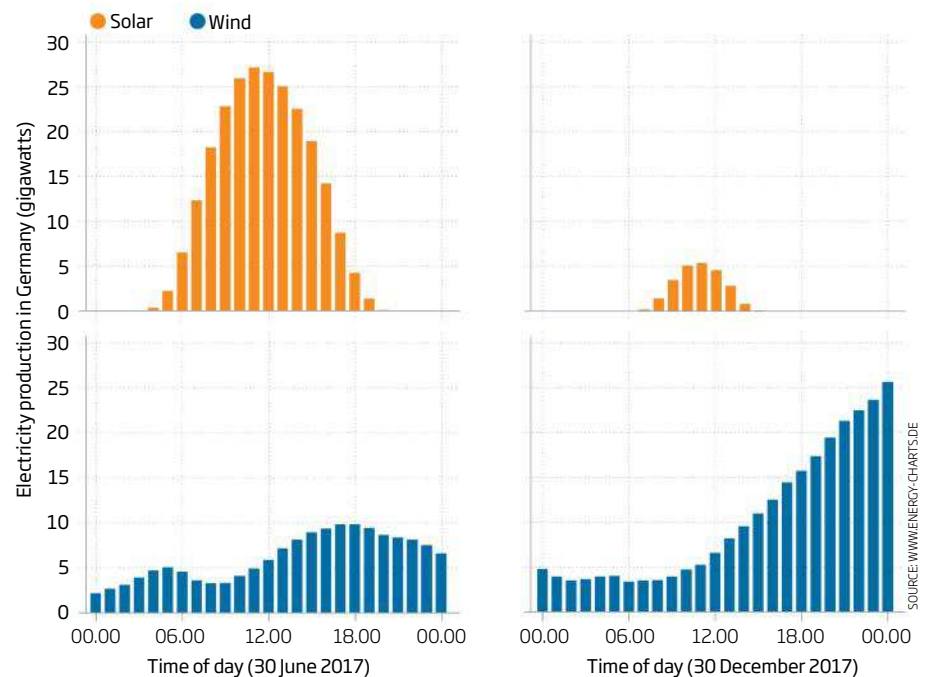 Solar Wind
Electricity production in Germany (gigawatts)
30
25
20
15
10
5
0
30
25
20
15
10
5
0
00.00 06.00 12.00 18.00 00.00
Time of day (30 June 2017)
00.00 06.00 12.00 18.00 00.00
Time of day (30 December 2017)
SOURCE: WWW.ENERGY-CHARTS.DE